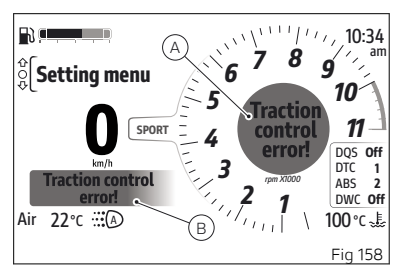 A
10:34
am
Setting menu
0
km/h
SPORT
1
2
3
4
5
6
7
8
9
10
11
rpm X1000
Traction
control
error!
Traction control
error!
B
DQS Off
DTC 1
ABS 2
DWC Off
Air 22°C (A)
100°C
Fig 158